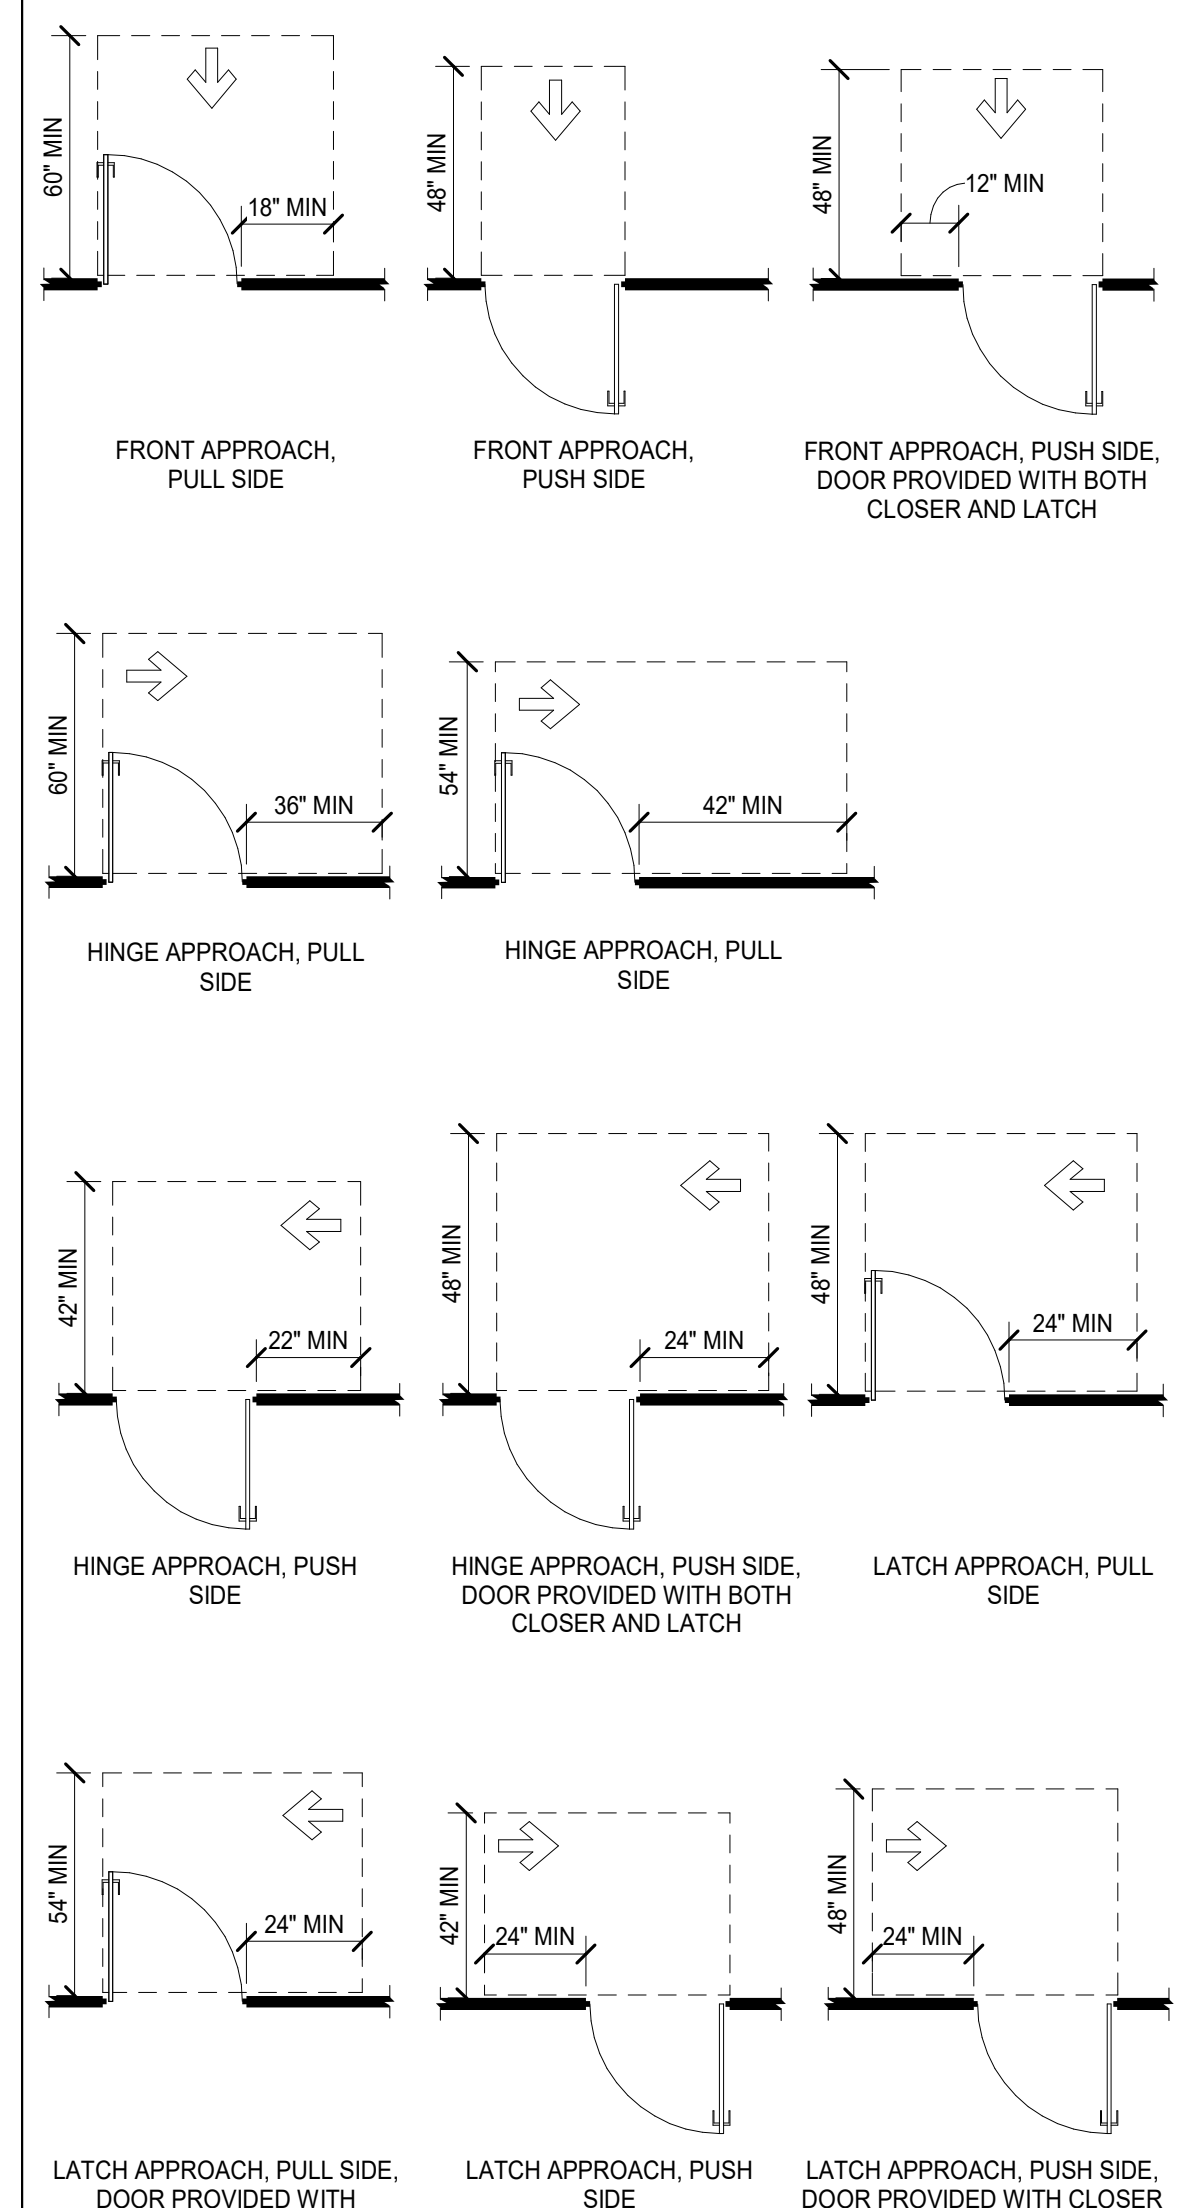 60" MIN
18" MIN
48" MIN
48" MIN
12" MIN
FRONT APPROACH,
PULL SIDE
FRONT APPROACH,
PUSH SIDE
FRONT APPROACH, PUSH SIDE,
DOOR PROVIDED WITH BOTH
CLOSER AND LATCH
60" MIN
36" MIN
54" MIN
42" MIN
HINGE APPROACH, PULL
SIDE
HINGE APPROACH, PULL
SIDE
42" MIN
22" MIN
48" MIN
24" MIN
48" MIN
24" MIN
HINGE APPROACH, PUSH
SIDE
HINGE APPROACH, PUSH SIDE,
DOOR PROVIDED WITH BOTH
CLOSER AND LATCH
LATCH APPROACH, PULL
SIDE
54" MIN
24" MIN
42" MIN
24" MIN
48" MIN
24" MIN
LATCH APPROACH, PULL SIDE,
DOOR PROVIDED WITH
LATCH APPROACH, PUSH
SIDE
LATCH APPROACH, PUSH SIDE,
DOOR PROVIDED WITH CLOSER